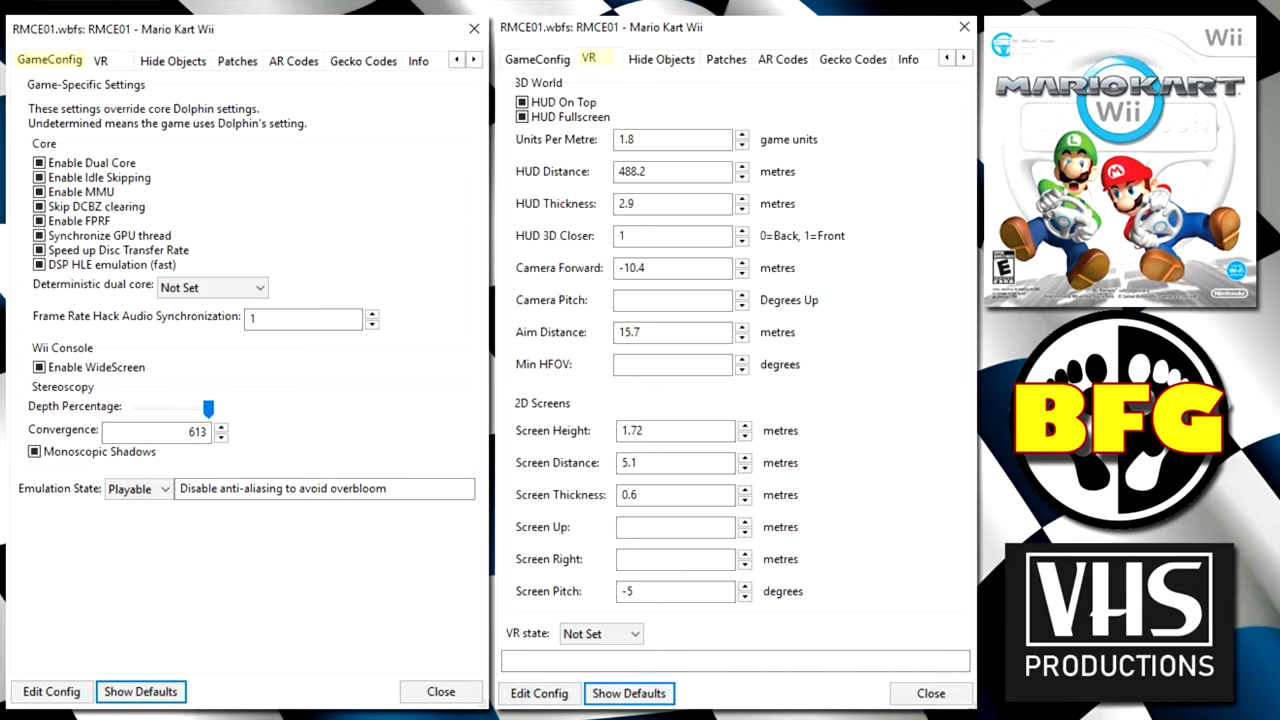 RMCE01.wbfs: RMCE01 - Mario Kart Wii
GameConfig VR Hide Objects Patches AR Codes Gecko Codes Info
Game-Specific Settings
These settings override core Dolphin settings.
Undetermined means the game uses Dolphin's setting.
Core
Enable Dual Core
Enable Idle Skipping
Enable MMU
Skip DCBZ clearing
Enable FPRF
Synchronize GPU thread
Speed up Disc Transfer Rate
DSP HLE emulation (fast)
Deterministic dual core: Not Set
Frame Rate Hack Audio Synchronization: 1
Wii Console
Enable WideScreen
Stereoscopy
Depth Percentage:
Convergence: 613
Monoscopic Shadows
Emulation State: Playable Disable anti-aliasing to avoid overbloom
Edit Config Show Defaults Close
RMCE01.wbfs: RMCE01 - Mario Kart Wii
GameConfig VR Hide Objects Patches AR Codes Gecko Codes Info
3D World
HUD On Top
HUD Fullscreen
Units Per Metre: 1.8 game units
HUD Distance: 488.2 metres
HUD Thickness: 2.9 metres
HUD 3D Closer: 1 0=Back, 1=Front
Camera Forward: -10.4 metres
Camera Pitch: Degrees Up
Aim Distance: 15.7 metres
Min HFOV: degrees
2D Screens
Screen Height: 1.72 metres
Screen Distance: 5.1 metres
Screen Thickness: 0.6 metres
Screen Up: metres
Screen Right: metres
Screen Pitch: -5 degrees
VR state: Not Set
Edit Config Show Defaults Close
Wii
MARIOKART
Wii
L
M
E
Wi-Fi
Nintendo
BFG
VHS
PRODUCTIONS